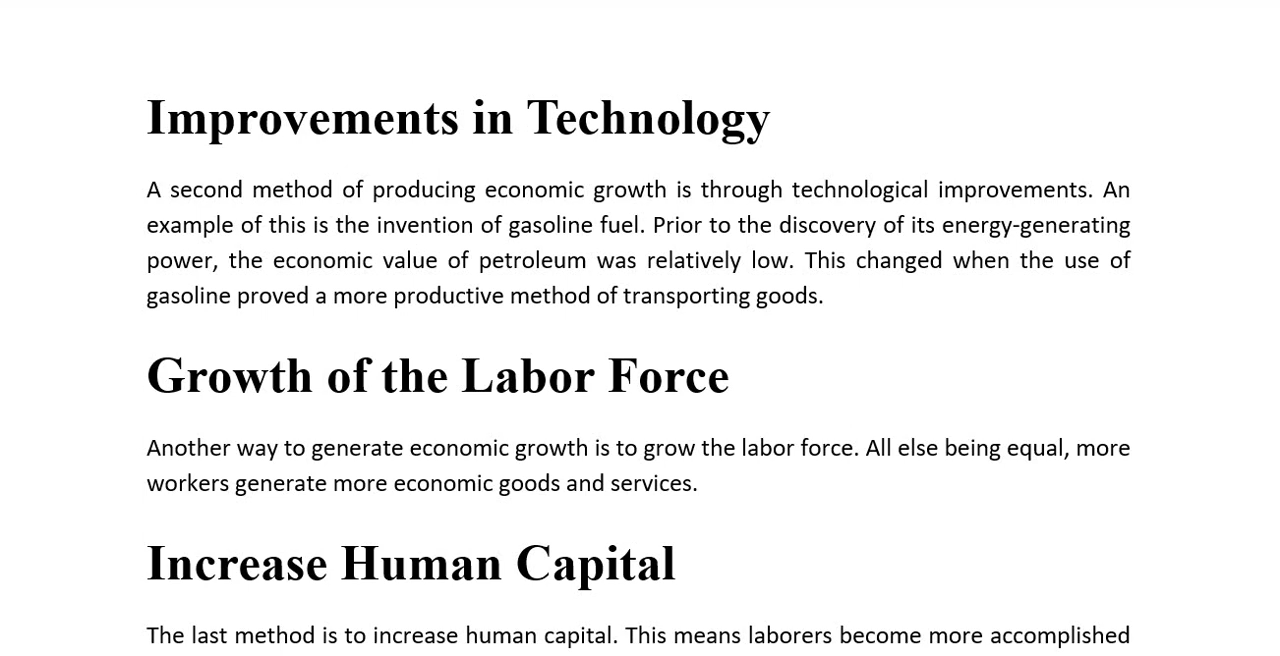 Improvements in Technology
A second method of producing economic growth is through technological improvements. An
example of this is the invention of gasoline fuel. Prior to the discovery of its energy-generating
power, the economic value of petroleum was relatively low. This changed when the use of
gasoline proved a more productive method of transporting goods.
Growth of the Labor Force
Another way to generate economic growth is to grow the labor force. All else being equal, more
workers generate more economic goods and services.
Increase Human Capital
The last method is to increase human capital. This means laborers become more accomplished